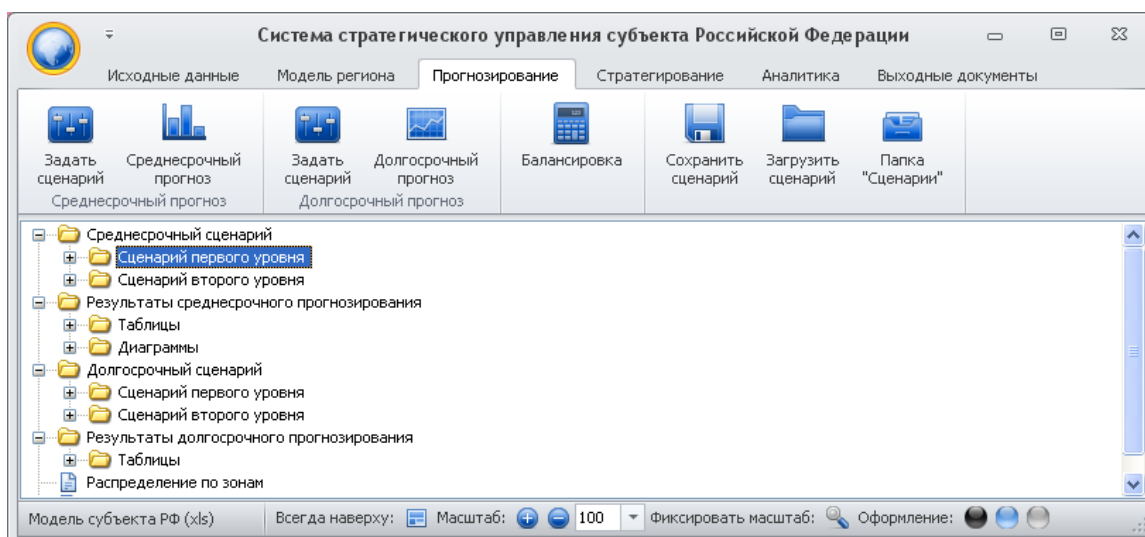 Система стратегического управления субъекта Российской Федерации
Исходные данные Модель региона Прогнозирование Стратегирование Аналитика Выходные документы
Задать сценарий Среднесрочный прогноз Задать сценарий Долгосрочный прогноз Балансировка Сохранить сценарий Загрузить сценарий Папка "Сценарии"
Среднесрочный прогноз Долгосрочный прогноз
Среднесрочный сценарий
Сценарий первого уровня
Сценарий второго уровня
Результаты среднесрочного прогнозирования
Таблицы
Диаграммы
Долгосрочный сценарий
Сценарий первого уровня
Сценарий второго уровня
Результаты долгосрочного прогнозирования
Таблицы
Распределение по зонам
Модель субъекта РФ (xls) Всегда наверху: Масштаб: 100 Фиксировать масштаб: Оформление: